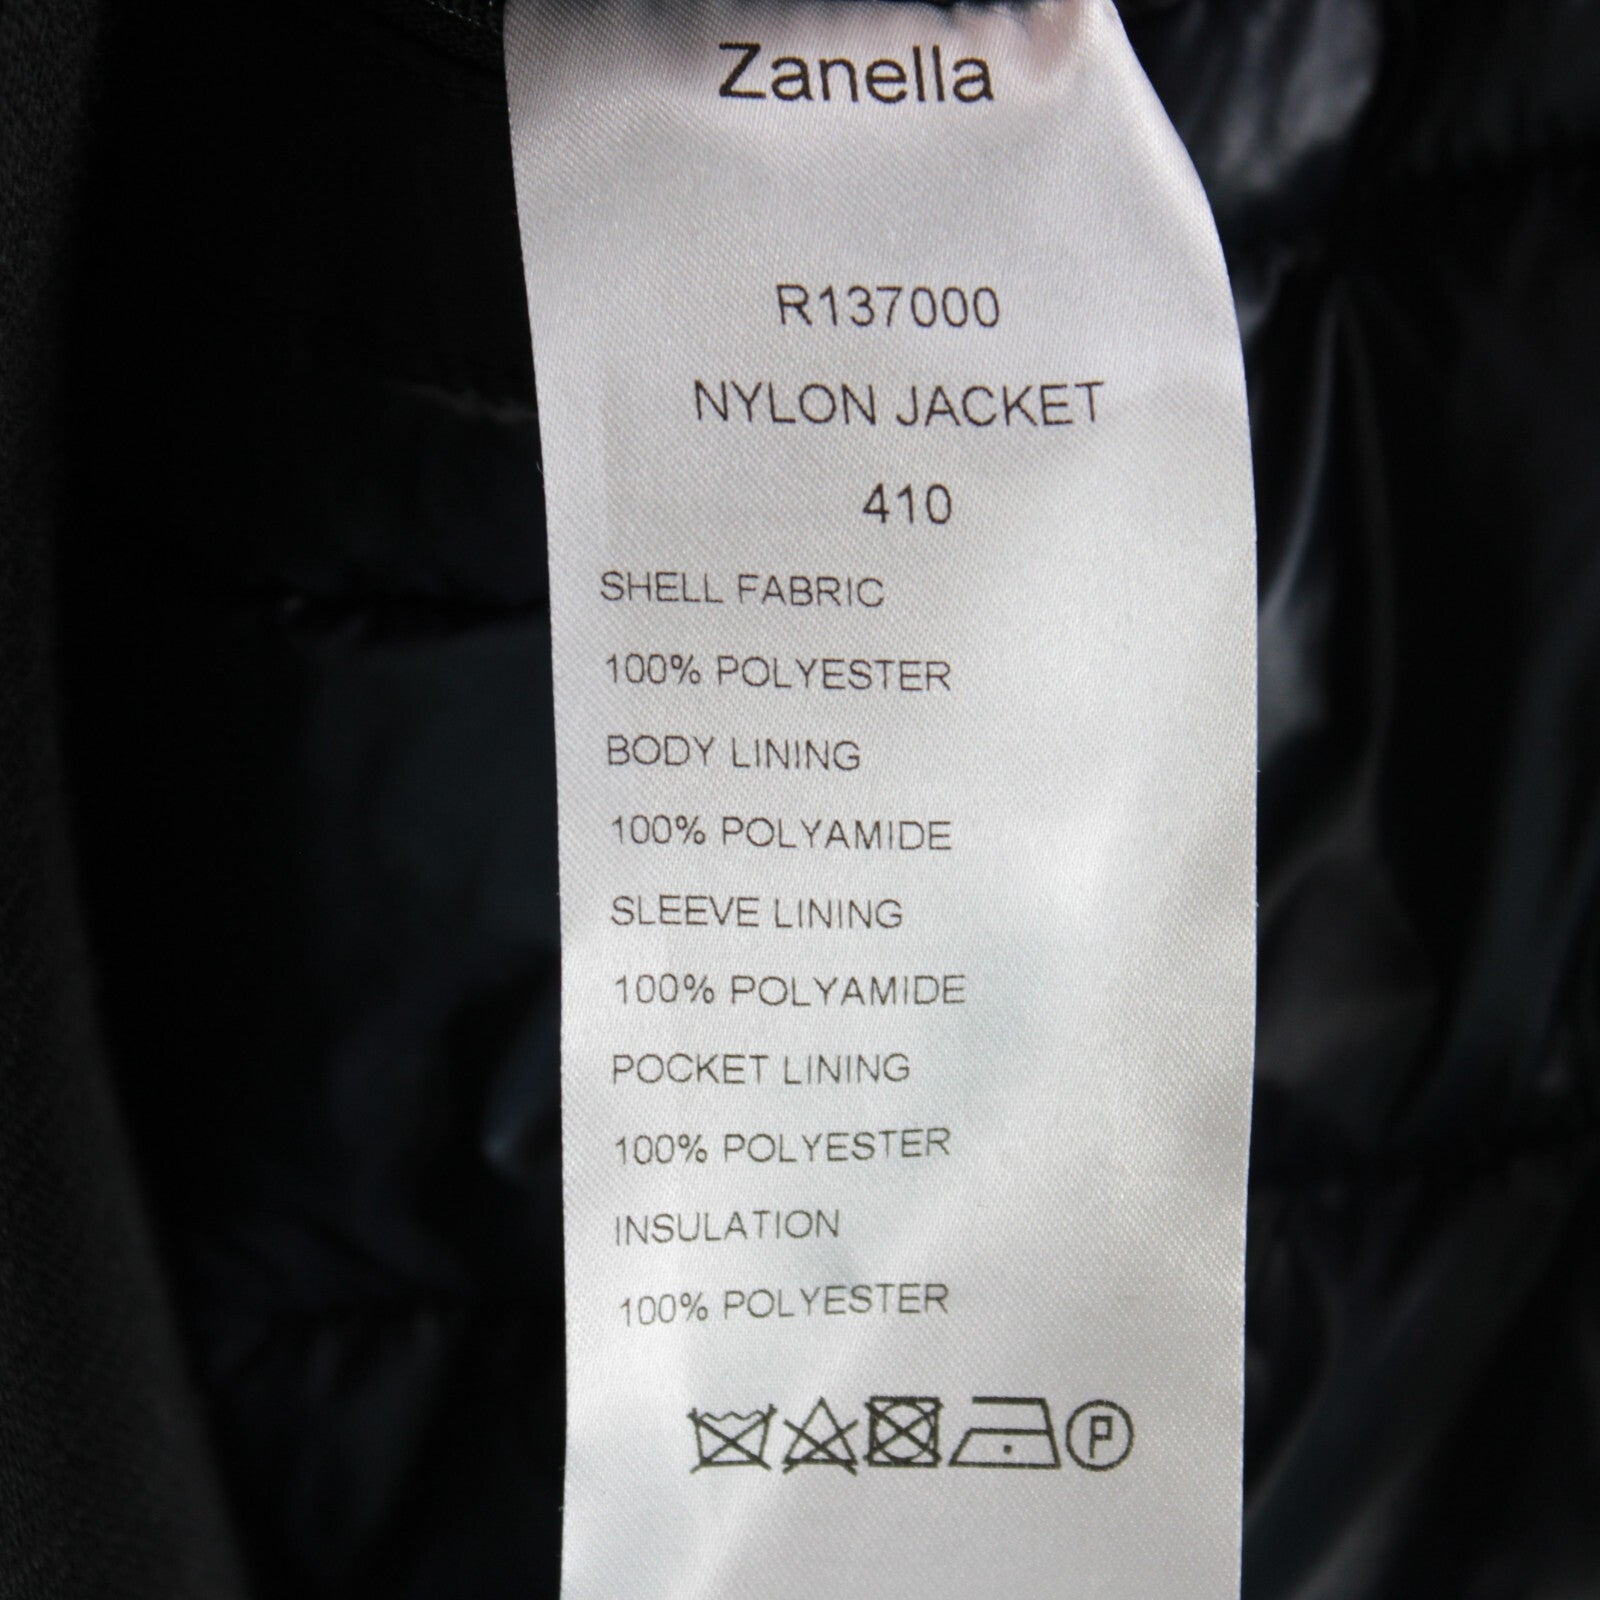 Zanella
R137000
NYLON JACKET
410
SHELL FABRIC
100% POLYESTER
BODY LINING
100% POLYAMIDE
SLEEVE LINING
100% POLYAMIDE
POCKET LINING
100% POLYESTER
INSULATION
100% POLYESTER
P